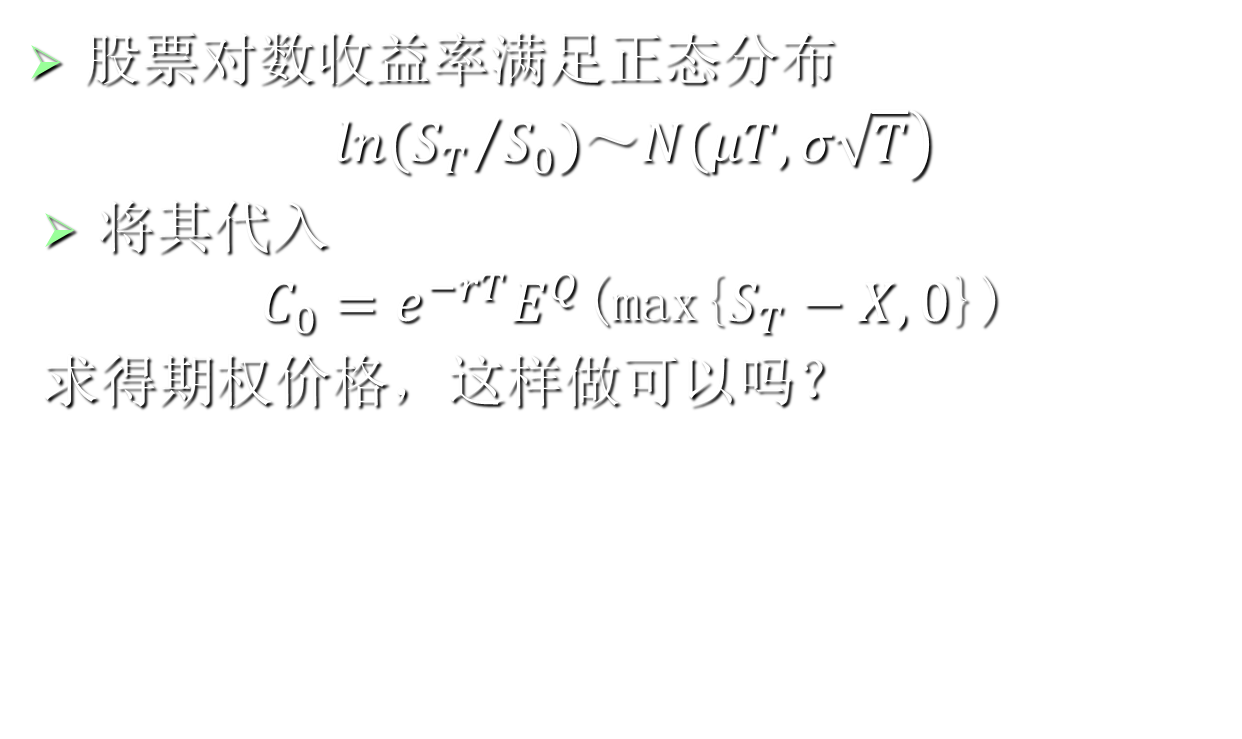 ➢ 股票对数收益率满足正态分布
ln(S_T/S_0)～N(μT, σ√T)
➢ 将其代入
C_0 = e^{-rT}E^Q(max{S_T − X, 0})
求得期权价格，这样做可以吗？